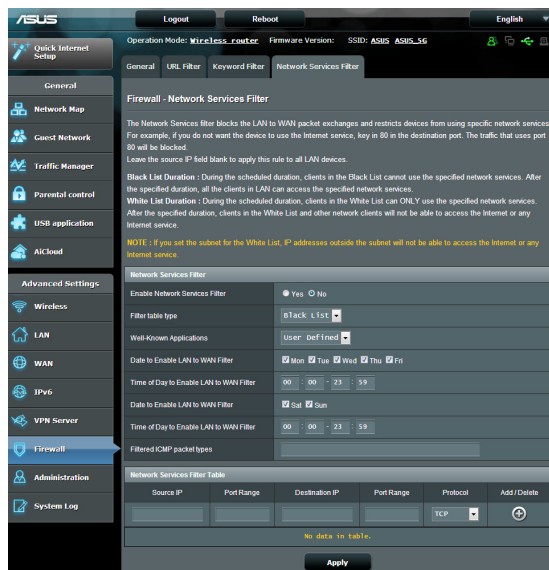 ASUS
Logout
Reboot
English
Quick Internet
Setup
Operation Mode: Wireless router Firmware Version: SSID: ASUS ASUS_5G
General
URL Filter
Keyword Filter
Network Services Filter
General
Network Map
Guest Network
Traffic Manager
Parental control
USB application
AiCloud
Advanced Settings
Wireless
LAN
WAN
IPv6
VPN Server
Firewall
Administration
System Log
Firewall - Network Services Filter
The Network Services filter blocks the LAN to WAN packet exchanges and restricts devices from using specific network services.
For example, if you do not want the device to use the Internet service, key in 80 in the destination port. The traffic that uses port
80 will be blocked.
Leave the source IP field blank to apply this rule to all LAN devices.
Black List Duration : During the scheduled duration, clients in the Black List cannot use the specified network services. After
the specified duration, all the clients in LAN can access the specified network services.
White List Duration : During the scheduled duration, clients in the White List can ONLY use the specified network services.
After the specified duration, clients in the White List and other network clients will not be able to access the Internet or any
Internet service.
NOTE : If you set the subnet for the White List, IP addresses outside the subnet will not be able to access the Internet or any
Internet service.
Network Services Filter
Enable Network Services Filter Yes No
Filter table type Black List
Well-Known Applications User Defined
Date to Enable LAN to WAN Filter Mon Tue Wed Thu Fri
Time of Day to Enable LAN to WAN Filter 00 : 00 - 23 : 59
Date to Enable LAN to WAN Filter Sat Sun
Time of Day to Enable LAN to WAN Filter 00 : 00 - 23 : 59
Filtered ICMP packet types
Network Services Filter Table
Source IP Port Range Destination IP Port Range Protocol Add / Delete
TCP
No data in table.
Apply